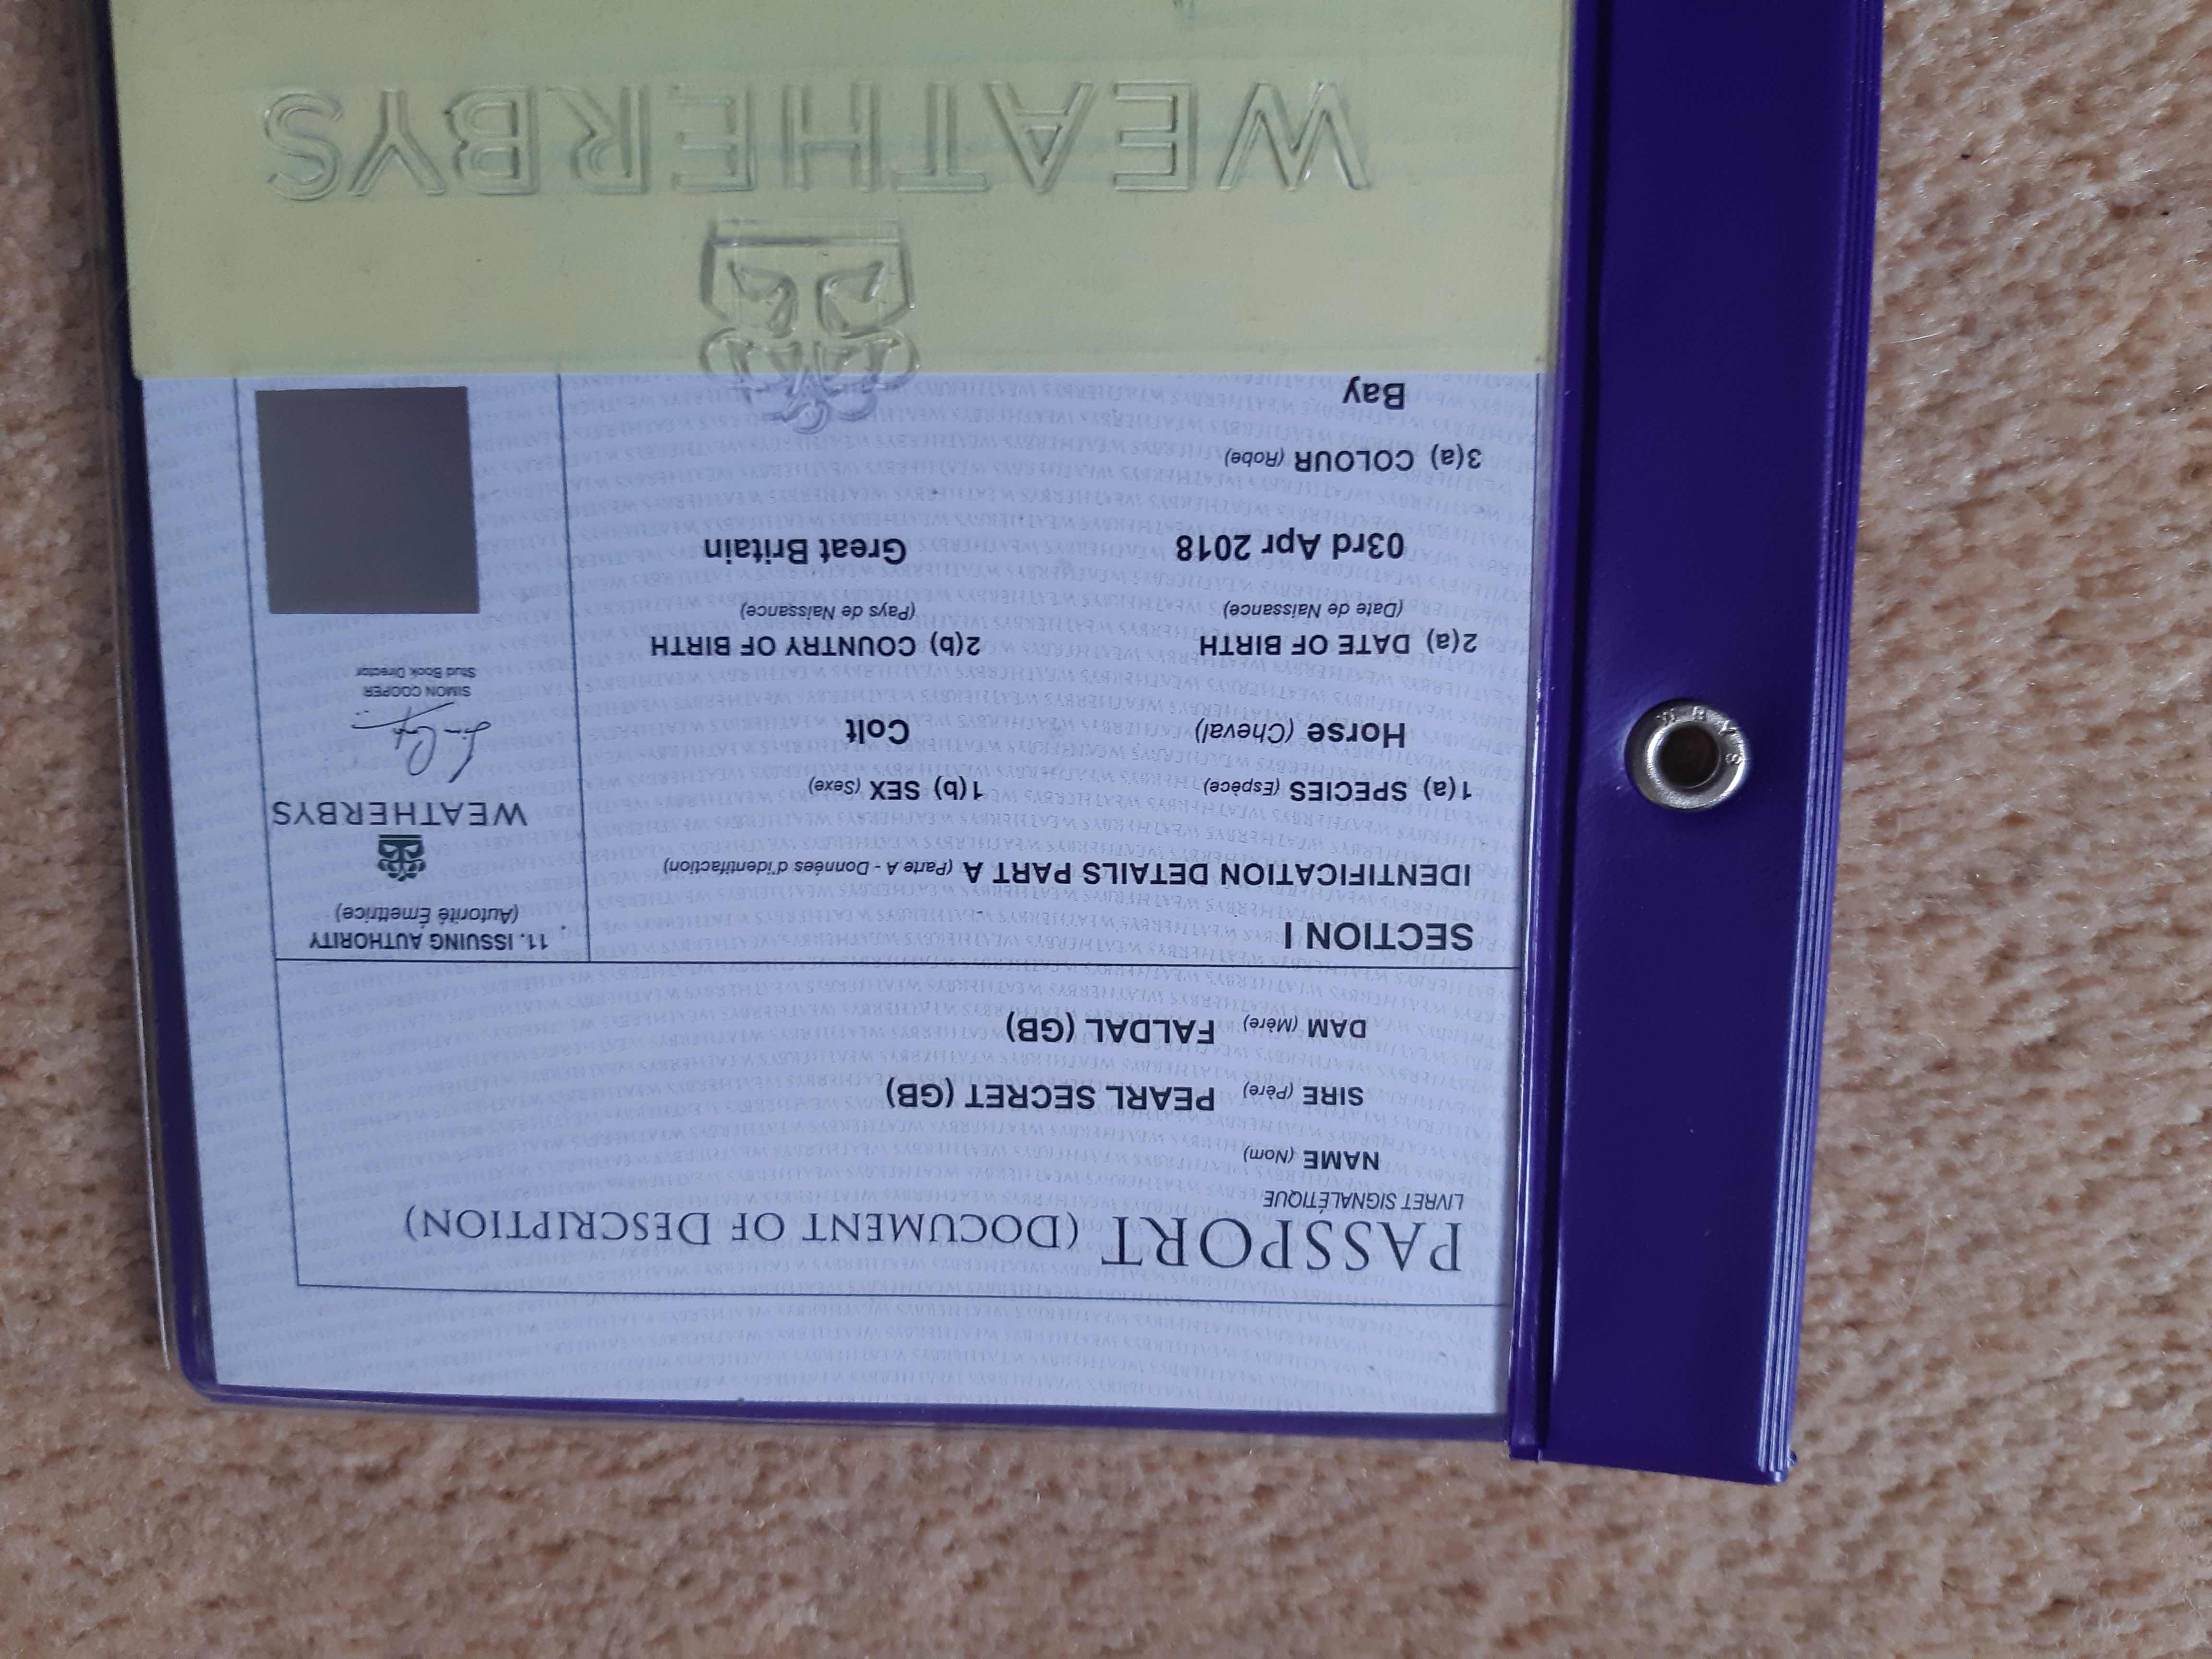 PASSPORT (DOCUMENT OF DESCRIPTION)
LIVRET SIGNALÉTIQUE
NAME (Nom)
SIRE (Père) PEARL SECRET (GB)
DAM (Mère) FALDAL (GB)
SECTION I
IDENTIFICATION DETAILS PART A (Parte A - Données d'identifiaction)
1(a) SPECIES (Espèce) 1(b) SEX (Sexe)
Horse (Cheval) Colt
2(a) DATE OF BIRTH 2(b) COUNTRY OF BIRTH
(Date de Naissance) (Pays de Naissance)
03rd Apr 2018 Great Britain
3(a) COLOUR (Robe)
Bay
11. ISSUING AUTHORITY
(Autorité Émettrice)
WEATHERBYS
SIMON COOPER
Stud Book Director
WEATHERBYS